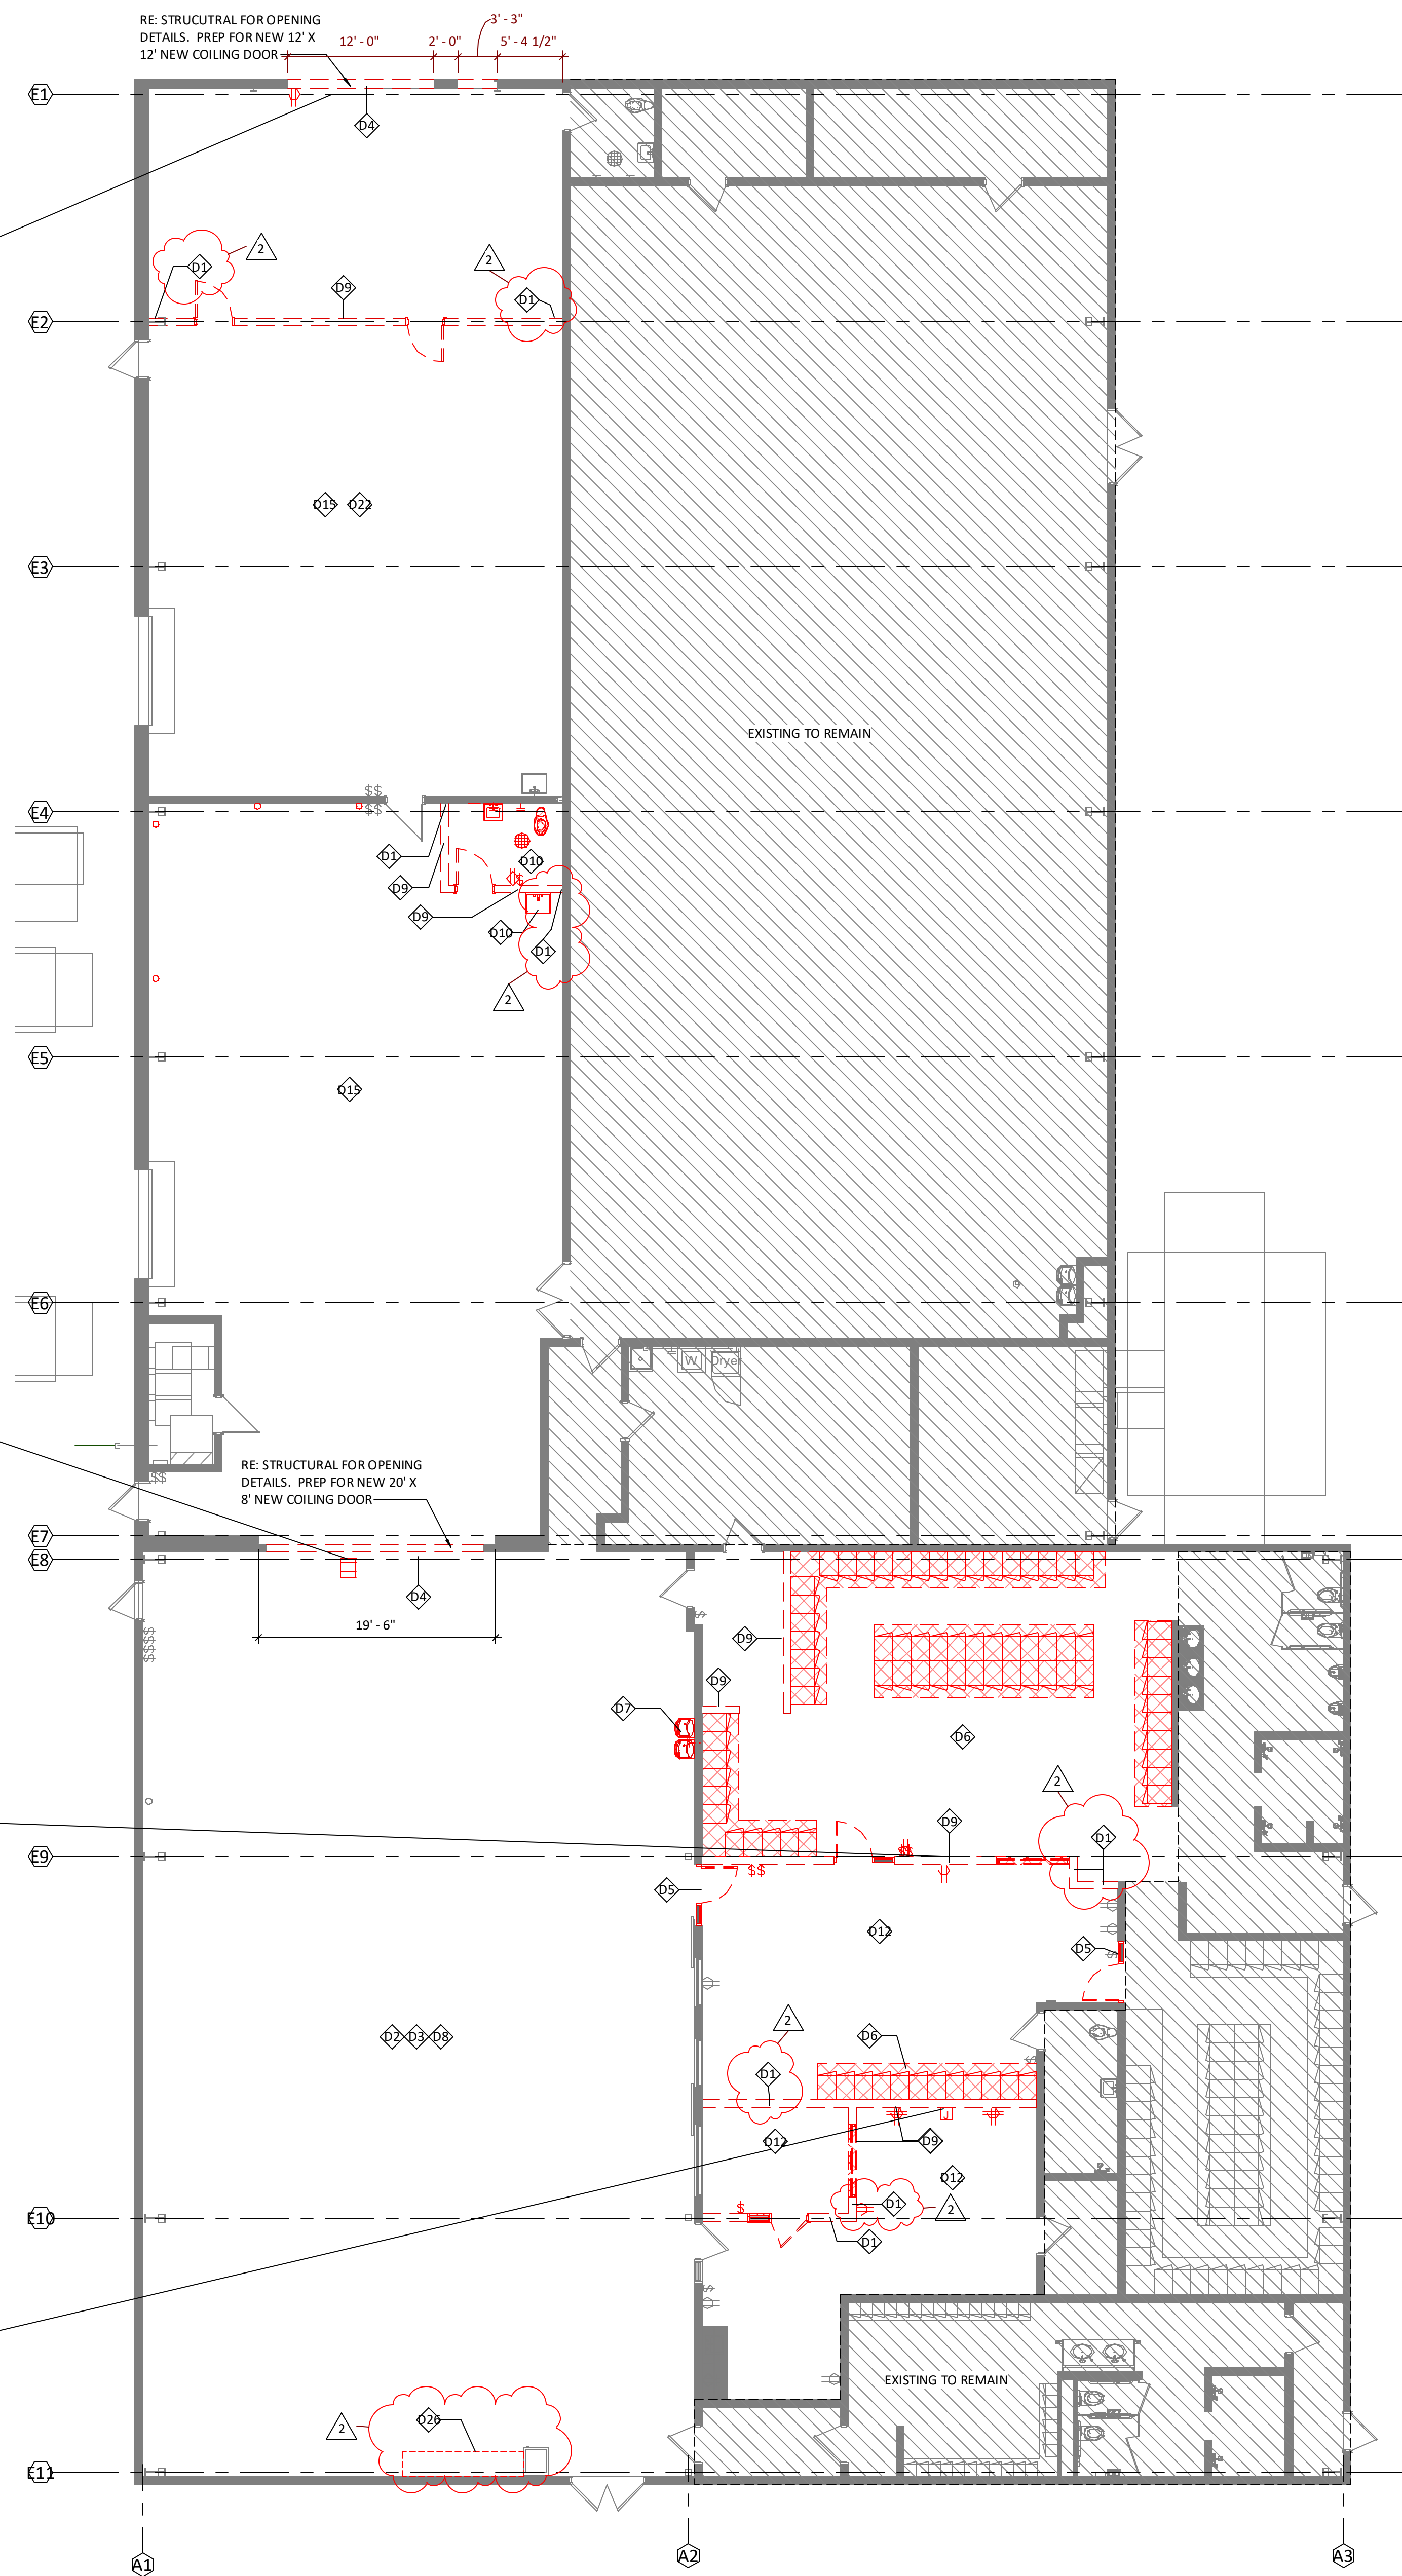 RE: STRUCUTRAL FOR OPENING
DETAILS. PREP FOR NEW 12' X
12' NEW COILING DOOR
12' - 0"
2' - 0"
3' - 3"
5' - 4 1/2"
E1
D4
D1
2
2
D9
D1
E2
D15
D22
E3
EXISTING TO REMAIN
$$
$$
E4
D1
D10
D9
$
D9
D10
D1
2
E5
D15
E6
W
Dryer
RE: STRUCTURAL FOR OPENING
DETAILS. PREP FOR NEW 20' X
8' NEW COILING DOOR
$$
E7
E8
D4
19' - 6"
$
$$$$
D9
D9
D7
D6
2
D9
D1
E9
$$
D5
D12
D5
$
D2
D3
D8
2
D6
$
D1
J
D12
D9
D12
$
D1
2
E10
D1
$
EXISTING TO REMAIN
2
D26
E11
A1
A2
A3